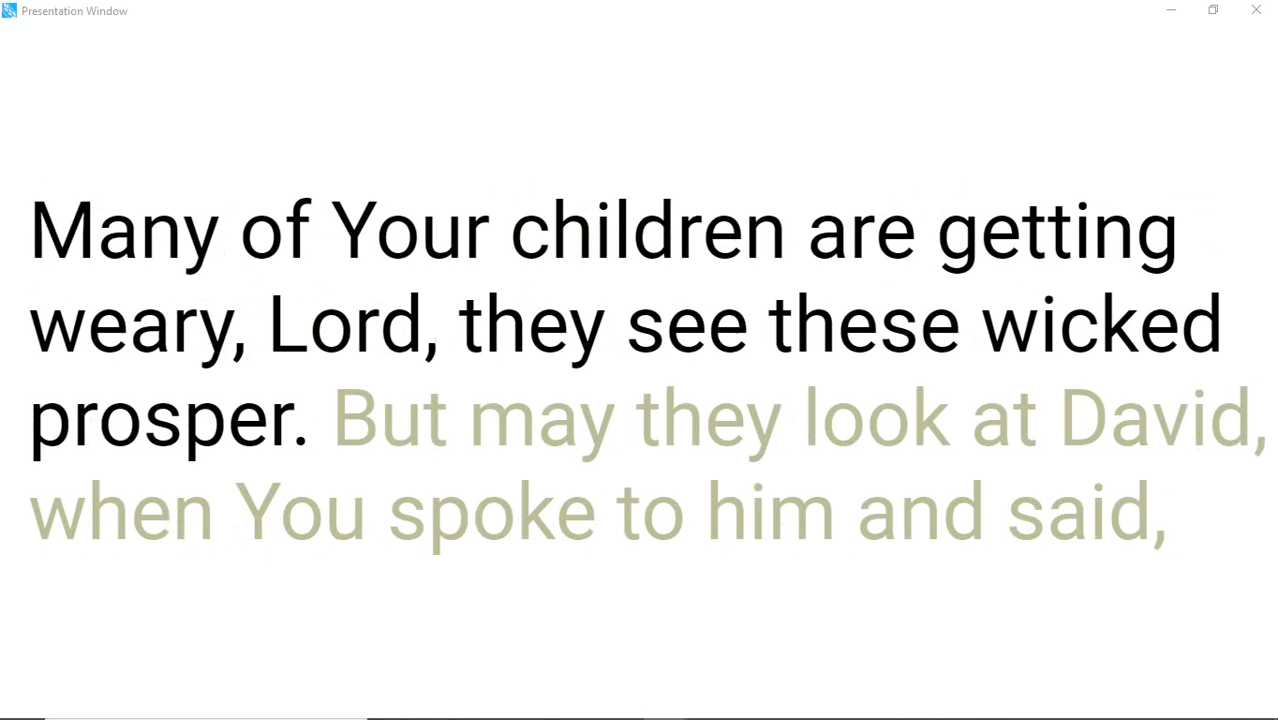 Presentation Window
Many of Your children are getting
weary, Lord, they see these wicked
prosper. But may they look at David,
when You spoke to him and said,